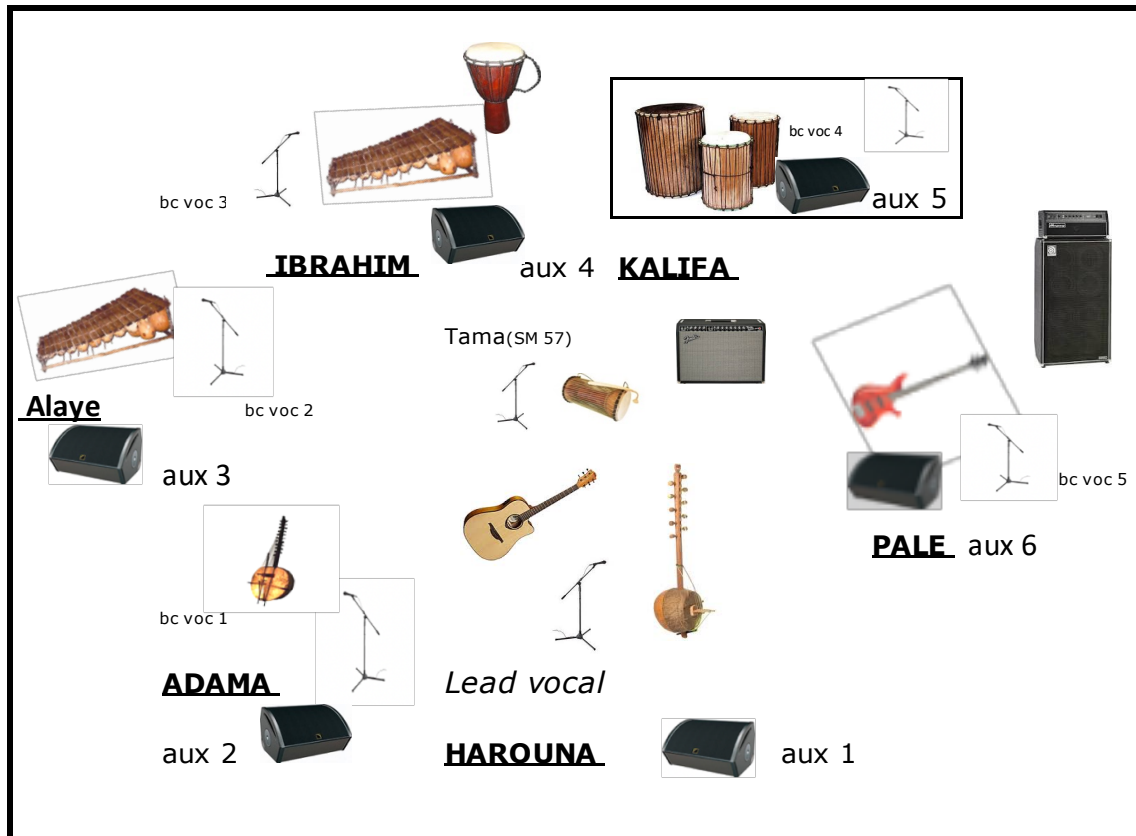 bc voc 4
bc voc 3
aux 5
IBRAHIM
aux 4
KALIFA
Tama(SM 57)
bc voc 2
Alaye
aux 3
bc voc 5
PALE
aux 6
bc voc 1
ADAMA
Lead vocal
aux 2
HAROUNA
aux 1